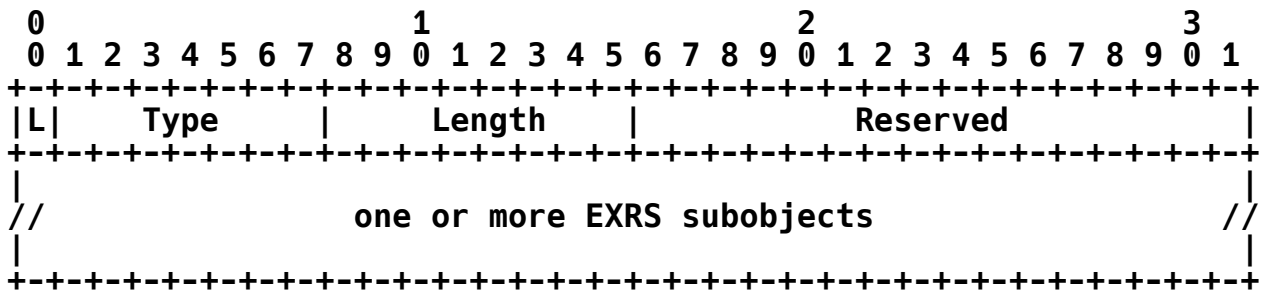 0                   1                   2                   3
 0 1 2 3 4 5 6 7 8 9 0 1 2 3 4 5 6 7 8 9 0 1 2 3 4 5 6 7 8 9 0 1
+-+-+-+-+-+-+-+-+-+-+-+-+-+-+-+-+-+-+-+-+-+-+-+-+-+-+-+-+-+-+-+-+
|L|    Type     |     Length    |           Reserved            |
+-+-+-+-+-+-+-+-+-+-+-+-+-+-+-+-+-+-+-+-+-+-+-+-+-+-+-+-+-+-+-+-+
|                                                               |
//                one or more EXRS subobjects                  //
|                                                               |
+-+-+-+-+-+-+-+-+-+-+-+-+-+-+-+-+-+-+-+-+-+-+-+-+-+-+-+-+-+-+-+-+